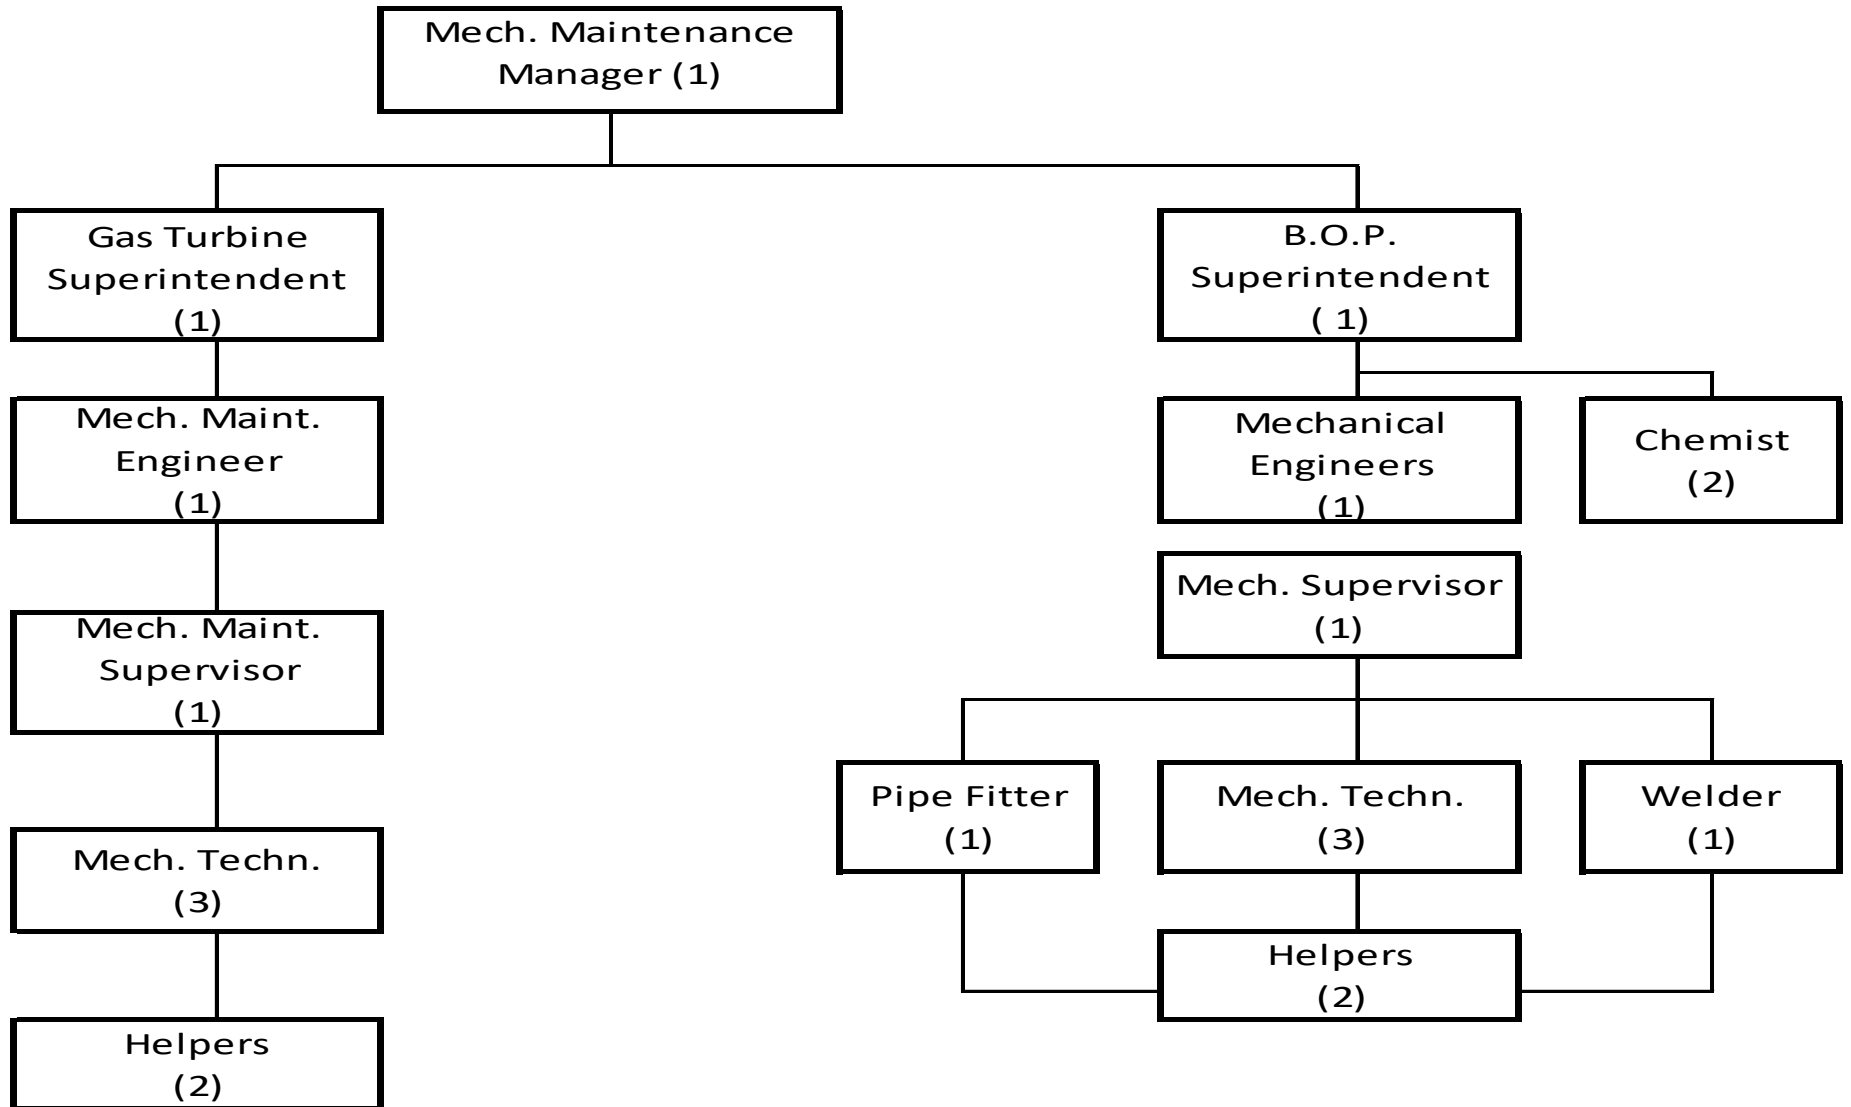 Mech. Maintenance
Manager (1)
Gas Turbine
Superintendent
(1)
B.O.P.
Superintendent
( 1)
Mech. Maint.
Engineer
(1)
Mechanical
Engineers
(1)
Chemist
(2)
Mech. Supervisor
(1)
Mech. Maint.
Supervisor
(1)
Pipe Fitter
(1)
Mech. Techn.
(3)
Welder
(1)
Mech. Techn.
(3)
Helpers
(2)
Helpers
(2)